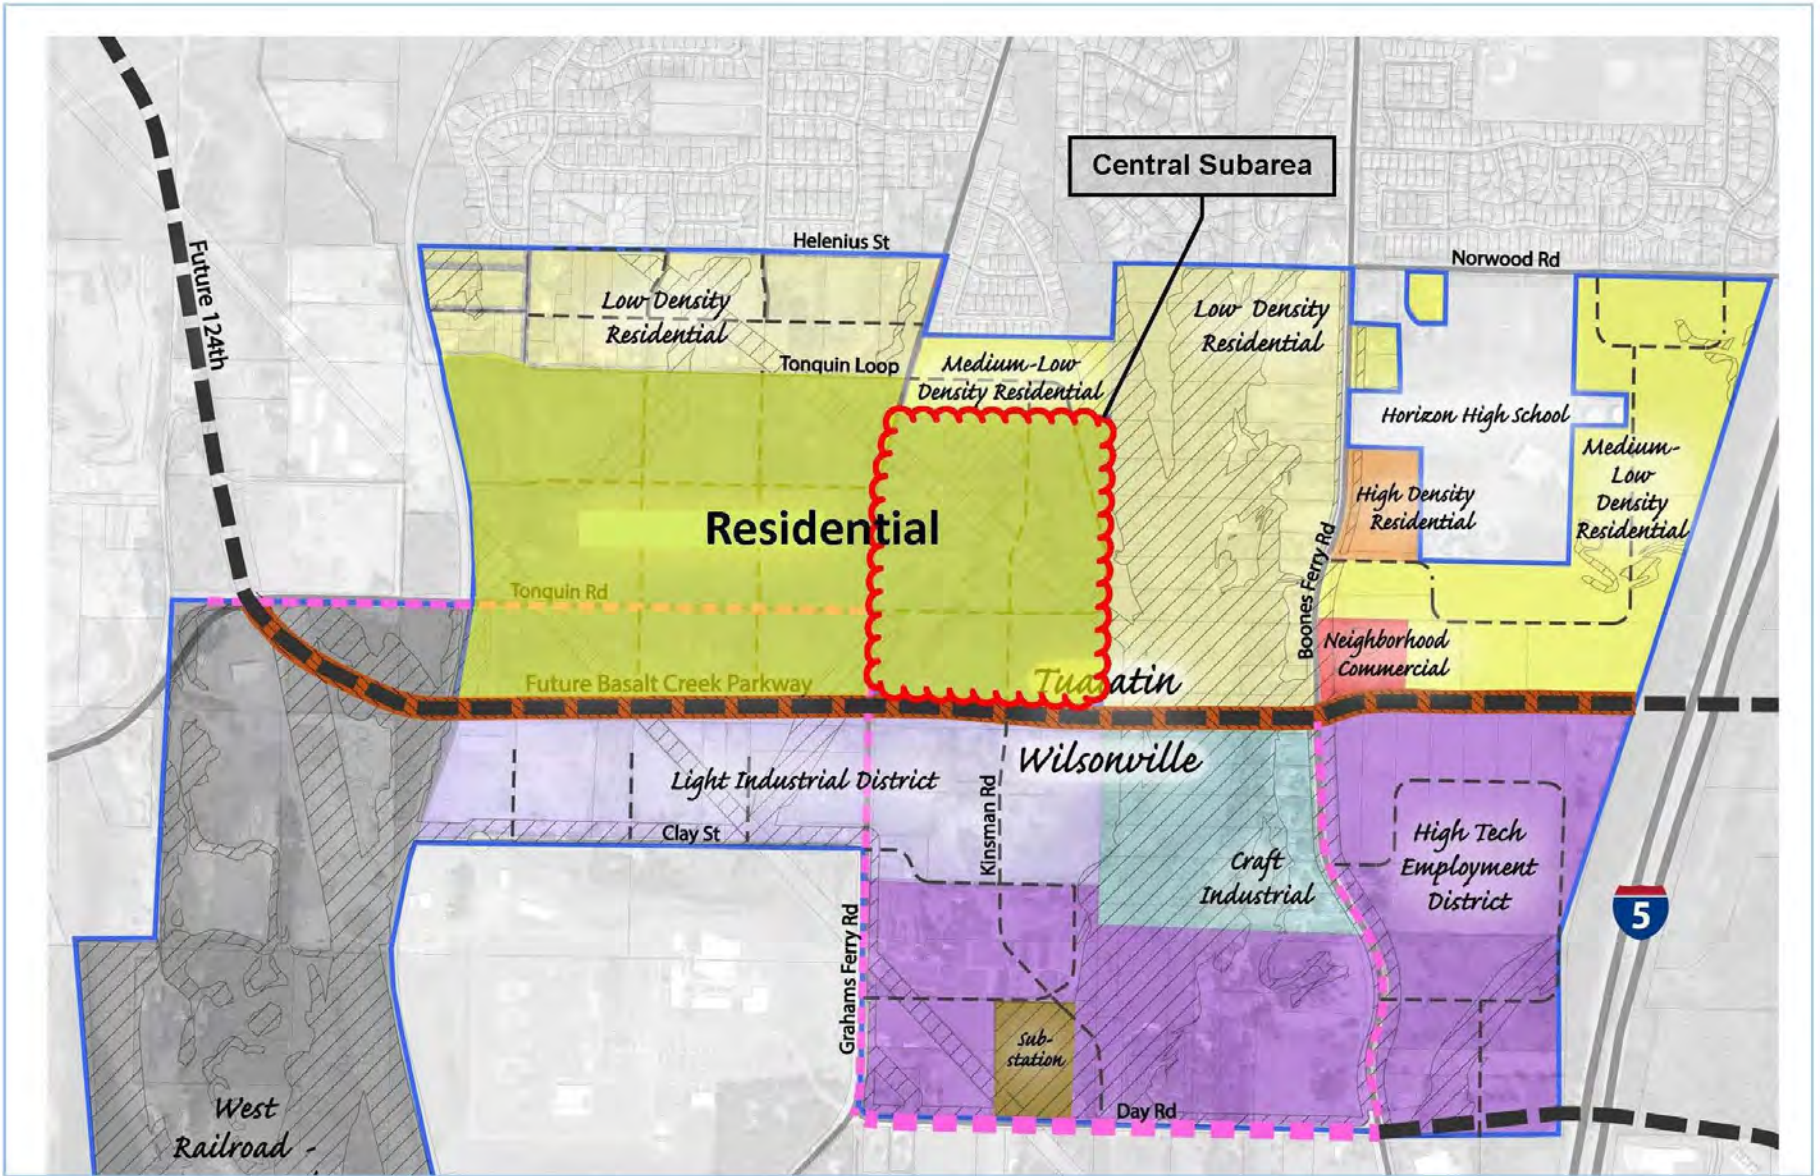 Central Subarea
Helenius St
Norwood Rd
Future 124th
Low Density
Residential
Low Density
Residential
Tonquin Loop
Medium-Low
Density Residential
Horizon High School
Medium-
Low
Density
Residential
High Density
Residential
Residential
Boones Ferry Rd
Tonquin Rd
Neighborhood
Commercial
Future Basalt Creek Parkway
Tualatin
Wilsonville
Light Industrial District
Kinsman Rd
Clay St
High Tech
Employment
District
Craft
Industrial
5
Grahams Ferry Rd
Sub-
station
Day Rd
West
Railroad -